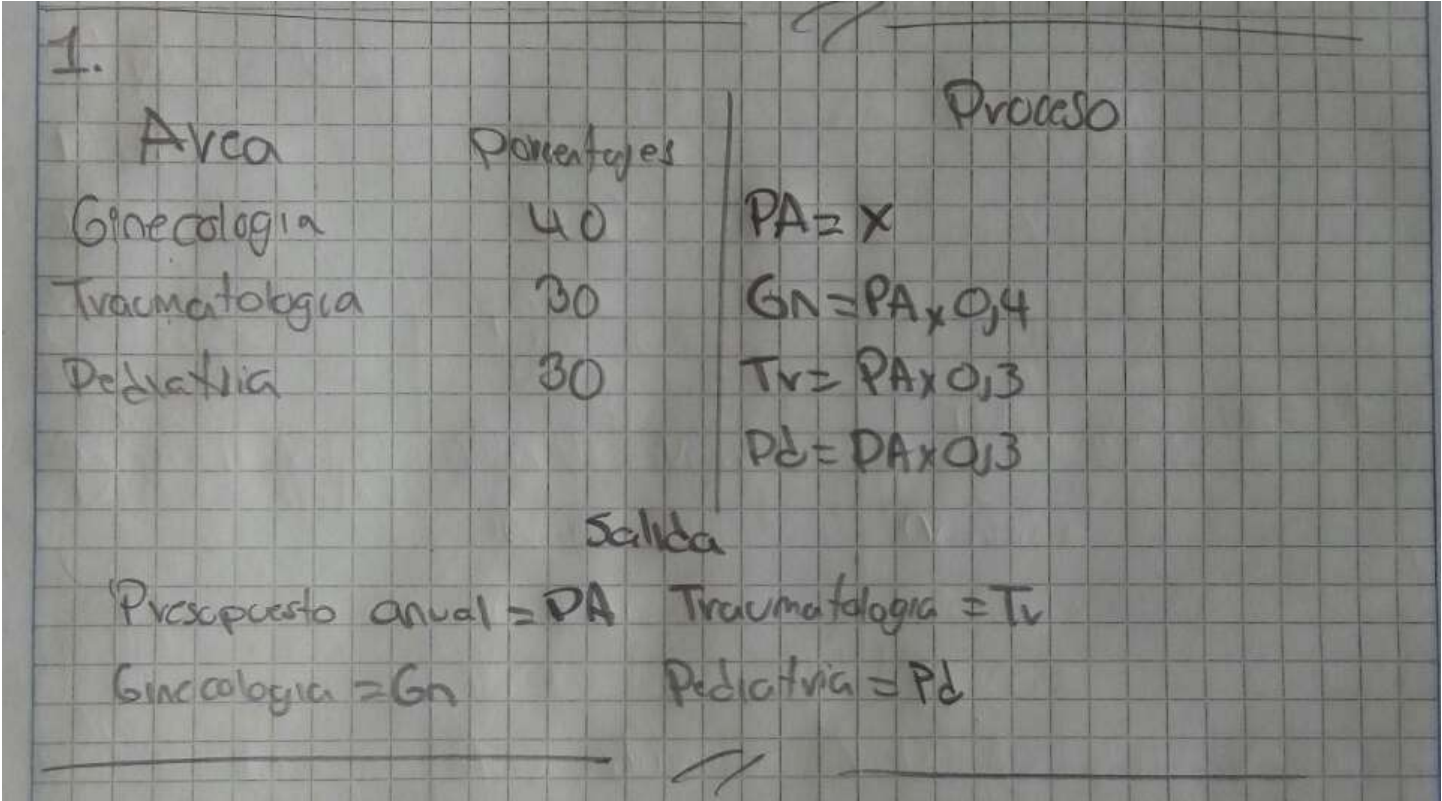 1.
Area Porcentajes
Ginecologia 40
Traumatologia 30
Pediatria 30
Proceso
PA = X
Gn = PA x 0,4
Tr = PA x 0,3
Pd = PA x 0,3
Salida
Presupuesto anual = PA Traumatologia = Tr
Ginecologia = Gn Pediatria = Pd